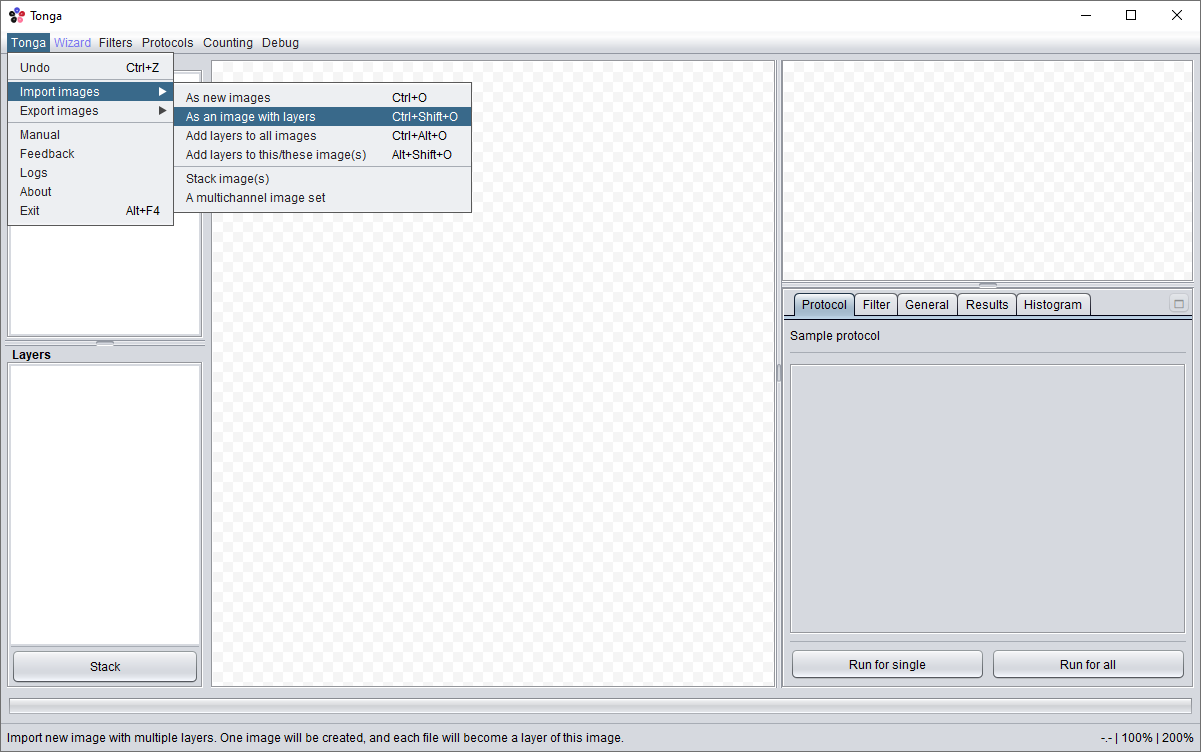 Tonga
Tonga Wizard Filters Protocols Counting Debug
Undo Ctrl+Z
Import images
Export images
Manual
Feedback
Logs
About
Exit Alt+F4
As new images Ctrl+O
As an image with layers Ctrl+Shift+O
Add layers to all images Ctrl+Alt+O
Add layers to this/these image(s) Alt+Shift+O
Stack image(s)
A multichannel image set
Layers
Stack
Protocol Filter General Results Histogram
Sample protocol
Run for single Run for all
Import new image with multiple layers. One image will be created, and each file will become a layer of this image.
-.- | 100% | 200%